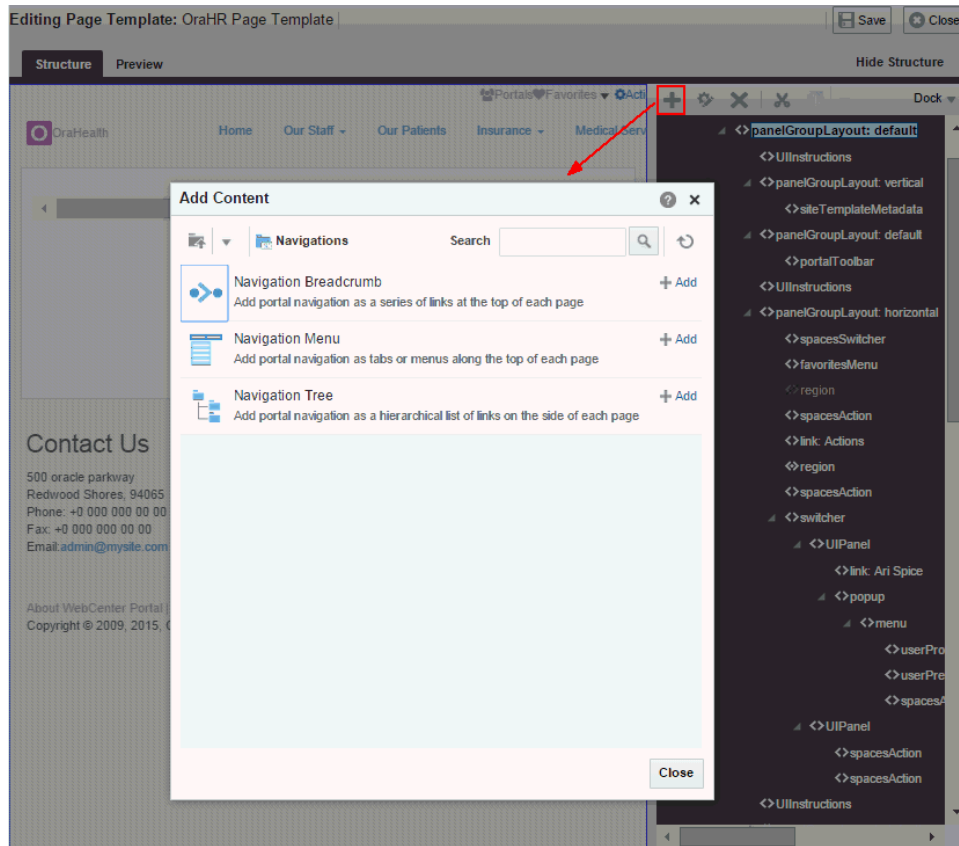 Editing Page Template: OraHR Page Template
Save
Close
Structure
Preview
Hide Structure
Portals Favorites Acti
Dock
OraHealth
Home
Our Staff
Our Patients
Insurance
Medical Serv
panelGroupLayout: default
UIInstructions
panelGroupLayout: vertical
siteTemplateMetadata
panelGroupLayout: default
portalToolbar
UIInstructions
panelGroupLayout: horizontal
spacesSwitcher
favoritesMenu
region
spacesAction
link: Actions
region
spacesAction
switcher
UIPanel
link: Ari Spice
popup
menu
userPro
userPre
spacesA
UIPanel
spacesAction
spacesAction
UIInstructions
Add Content
Navigations
Search
Navigation Breadcrumb
Add
Add portal navigation as a series of links at the top of each page
Navigation Menu
Add
Add portal navigation as tabs or menus along the top of each page
Navigation Tree
Add
Add portal navigation as a hierarchical list of links on the side of each page
Close
Contact Us
500 oracle parkway
Redwood Shores, 94065
Phone: +0 000 000 00 00
Fax: +0 000 000 00 00
Email:admin@mysite.com
About WebCenter Portal |
Copyright © 2009, 2015,